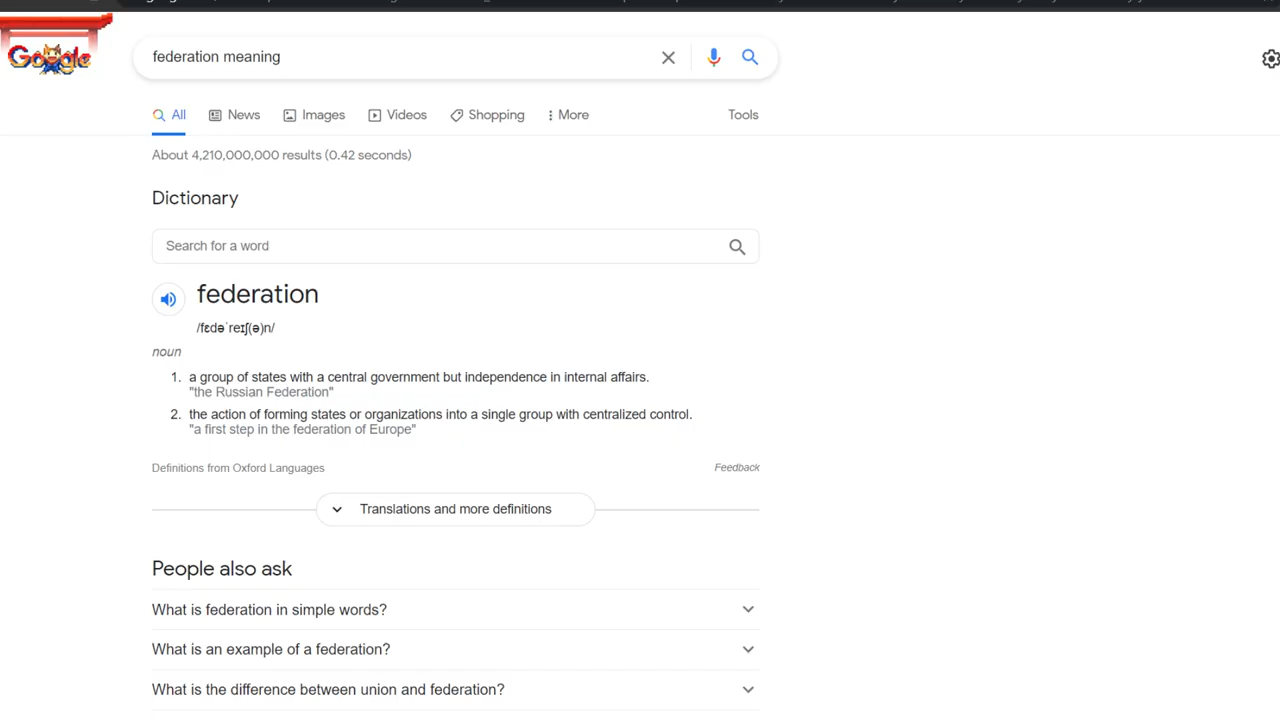 Google
federation meaning
All News Images Videos Shopping More Tools
About 4,210,000,000 results (0.42 seconds)
Dictionary
Search for a word
federation
/fɛdəˈreɪʃ(ə)n/
noun
1. a group of states with a central government but independence in internal affairs.
"the Russian Federation"
2. the action of forming states or organizations into a single group with centralized control.
"a first step in the federation of Europe"
Definitions from Oxford Languages Feedback
Translations and more definitions
People also ask
What is federation in simple words?
What is an example of a federation?
What is the difference between union and federation?